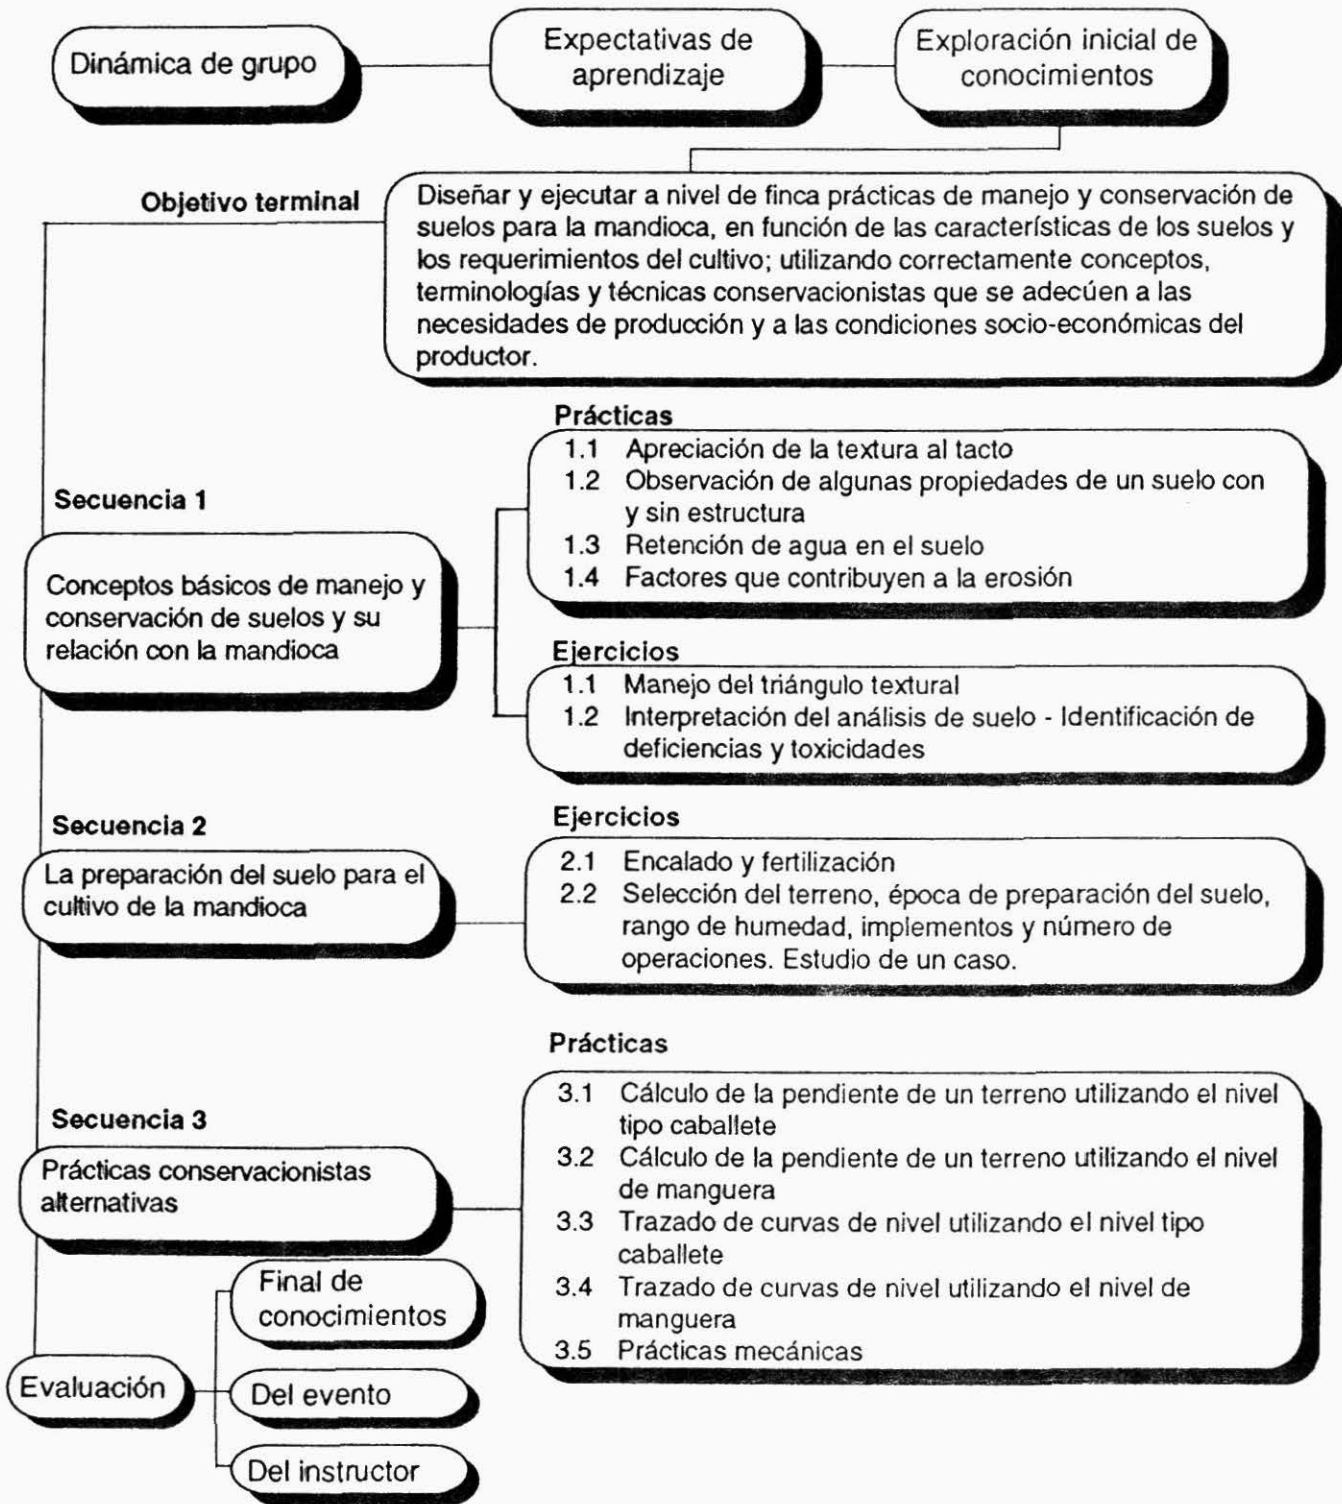 Dinámica de grupo
Expectativas de
aprendizaje
Exploración inicial de
conocimientos
Objetivo terminal
Diseñar y ejecutar a nivel de finca prácticas de manejo y conservación de
suelos para la mandioca, en función de las características de los suelos y
los requerimientos del cultivo; utilizando correctamente conceptos,
terminologías y técnicas conservacionistas que se adecúen a las
necesidades de producción y a las condiciones socio-económicas del
productor.
Secuencia 1
Conceptos básicos de manejo y
conservación de suelos y su
relación con la mandioca
Prácticas
1.1 Apreciación de la textura al tacto
1.2 Observación de algunas propiedades de un suelo con
y sin estructura
1.3 Retención de agua en el suelo
1.4 Factores que contribuyen a la erosión
Ejercicios
1.1 Manejo del triángulo textural
1.2 Interpretación del análisis de suelo - Identificación de
deficiencias y toxicidades
Secuencia 2
La preparación del suelo para el
cultivo de la mandioca
Ejercicios
2.1 Encalado y fertilización
2.2 Selección del terreno, época de preparación del suelo,
rango de humedad, implementos y número de
operaciones. Estudio de un caso.
Secuencia 3
Prácticas conservacionistas
alternativas
Prácticas
3.1 Cálculo de la pendiente de un terreno utilizando el nivel
tipo caballete
3.2 Cálculo de la pendiente de un terreno utilizando el nivel
de manguera
3.3 Trazado de curvas de nivel utilizando el nivel tipo
caballete
3.4 Trazado de curvas de nivel utilizando el nivel de
manguera
3.5 Prácticas mecánicas
Evaluación
Final de
conocimientos
Del evento
Del instructor